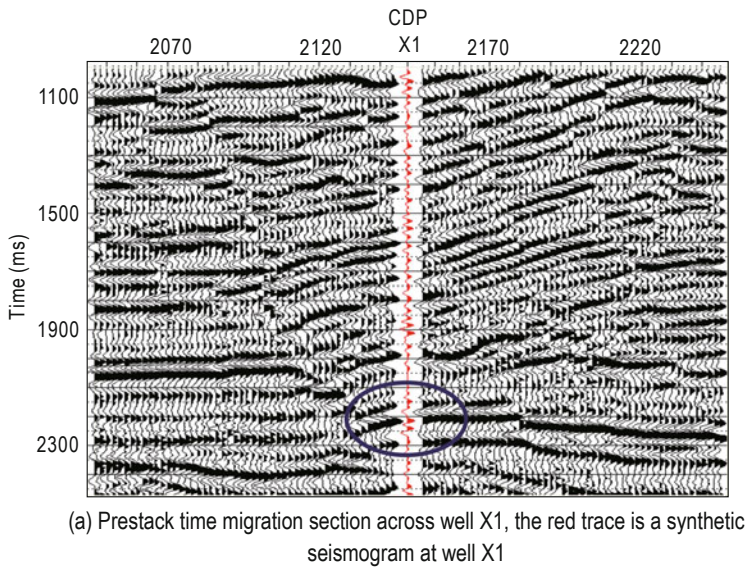 CDP
2070 2120 X1 2170 2220
1100
1500
1900
2300
Time (ms)
(a) Prestack time migration section across well X1, the red trace is a synthetic
seismogram at well X1